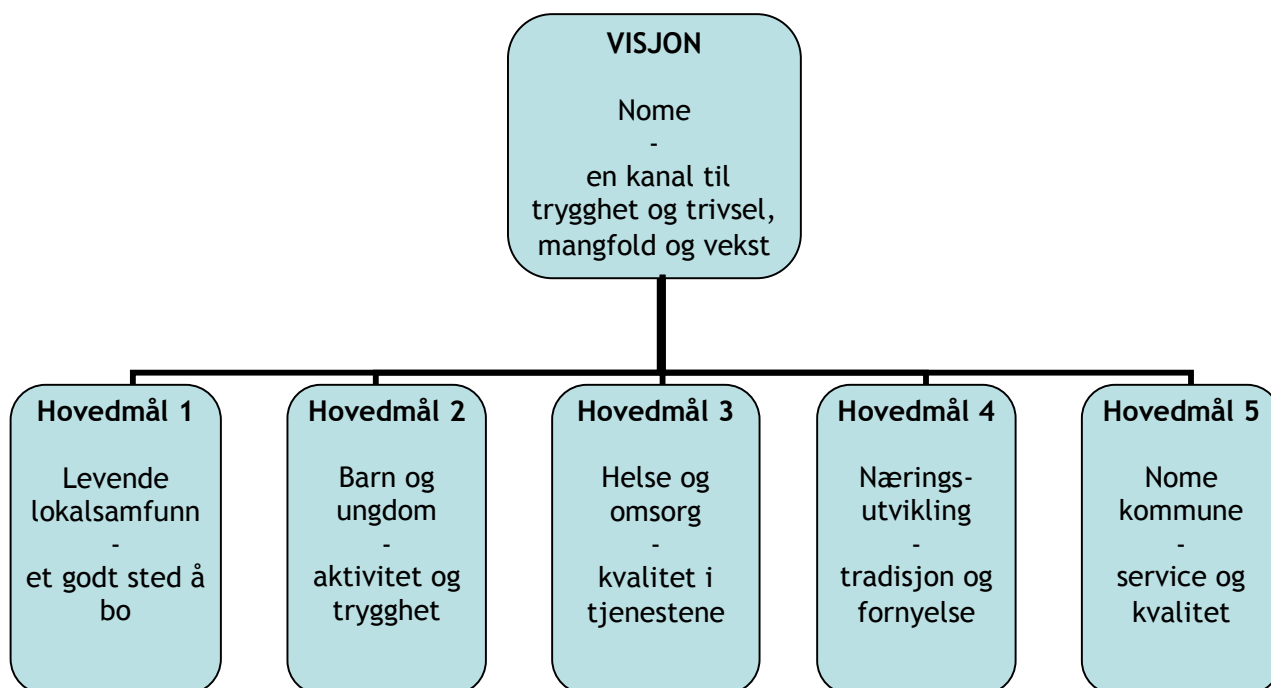 VISJON
Nome
-
en kanal til
trygghet og trivsel,
mangfold og vekst
Hovedmål 1
Levende
lokalsamfunn
-
et godt sted å
bo
Hovedmål 2
Barn og
ungdom
-
aktivitet og
trygghet
Hovedmål 3
Helse og
omsorg
-
kvalitet i
tjenestene
Hovedmål 4
Nærings-
utvikling
-
tradisjon og
fornyelse
Hovedmål 5
Nome
kommune
-
service og
kvalitet